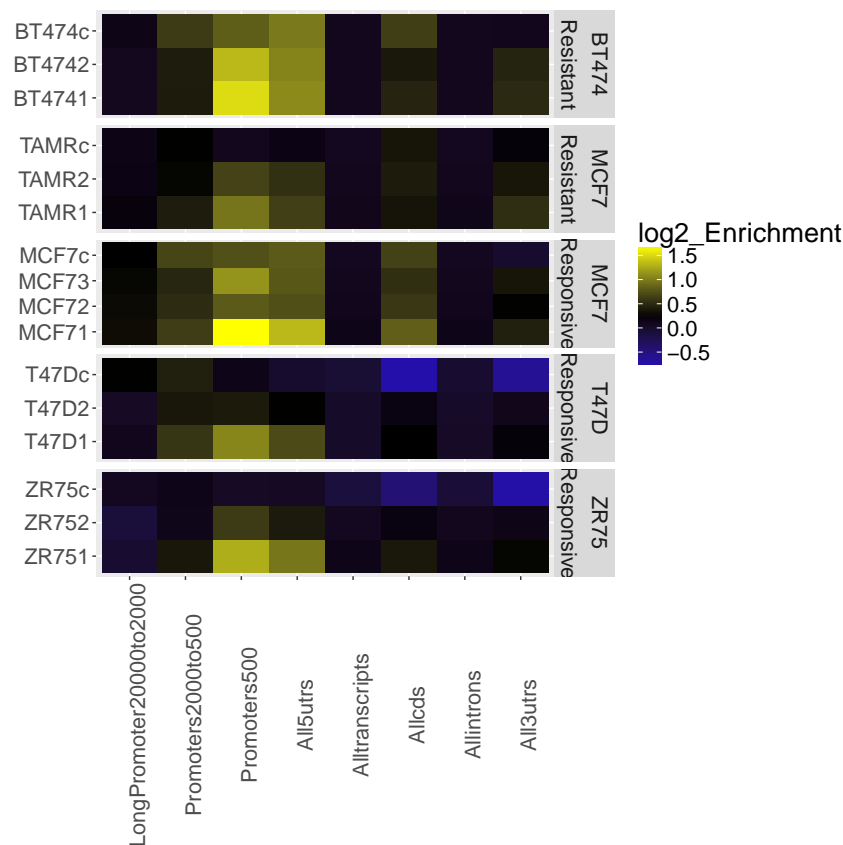 BT474c
BT4742
BT4741
BT474
Resistant
TAMRc
TAMR2
TAMR1
MCF7
Resistant
MCF7c
MCF73
MCF72
MCF71
MCF7
Responsive
T47Dc
T47D2
T47D1
T47D
Responsive
ZR75c
ZR752
ZR751
ZR75
Responsive
LongPromoter20000to2000
Promoters2000to500
Promoters500
All5utrs
Alltranscripts
Allcds
Allintrons
All3utrs
log2_Enrichment
1.5
1.0
0.5
0.0
−0.5